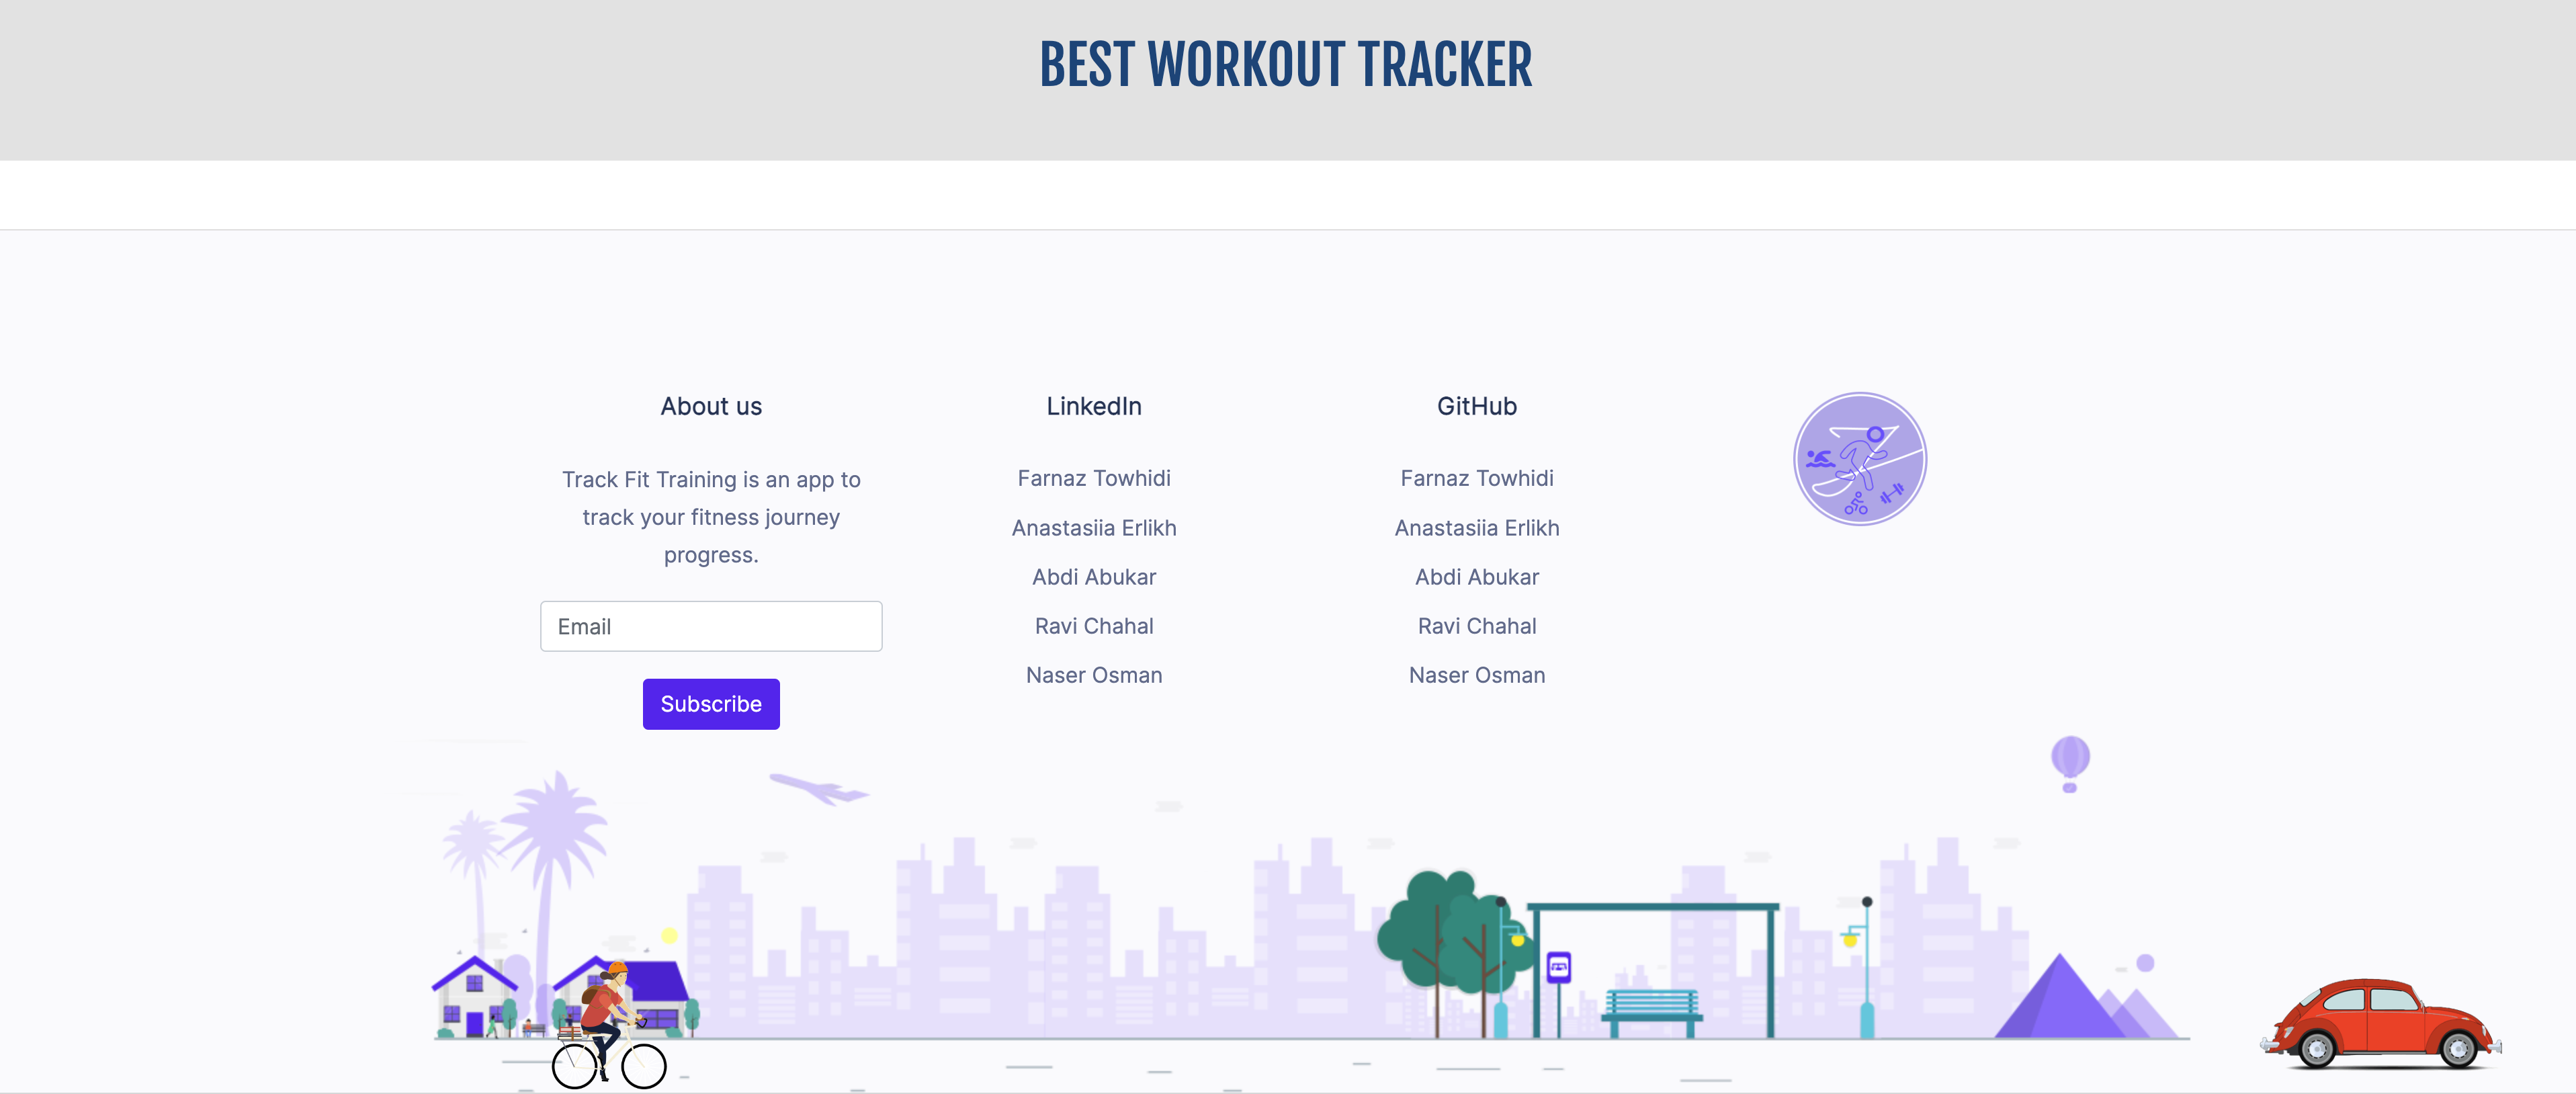 BEST WORKOUT TRACKER
About us
Track Fit Training is an app to
track your fitness journey
progress.
Email
Subscribe
LinkedIn
Farnaz Towhidi
Anastasiia Erlikh
Abdi Abukar
Ravi Chahal
Naser Osman
GitHub
Farnaz Towhidi
Anastasiia Erlikh
Abdi Abukar
Ravi Chahal
Naser Osman